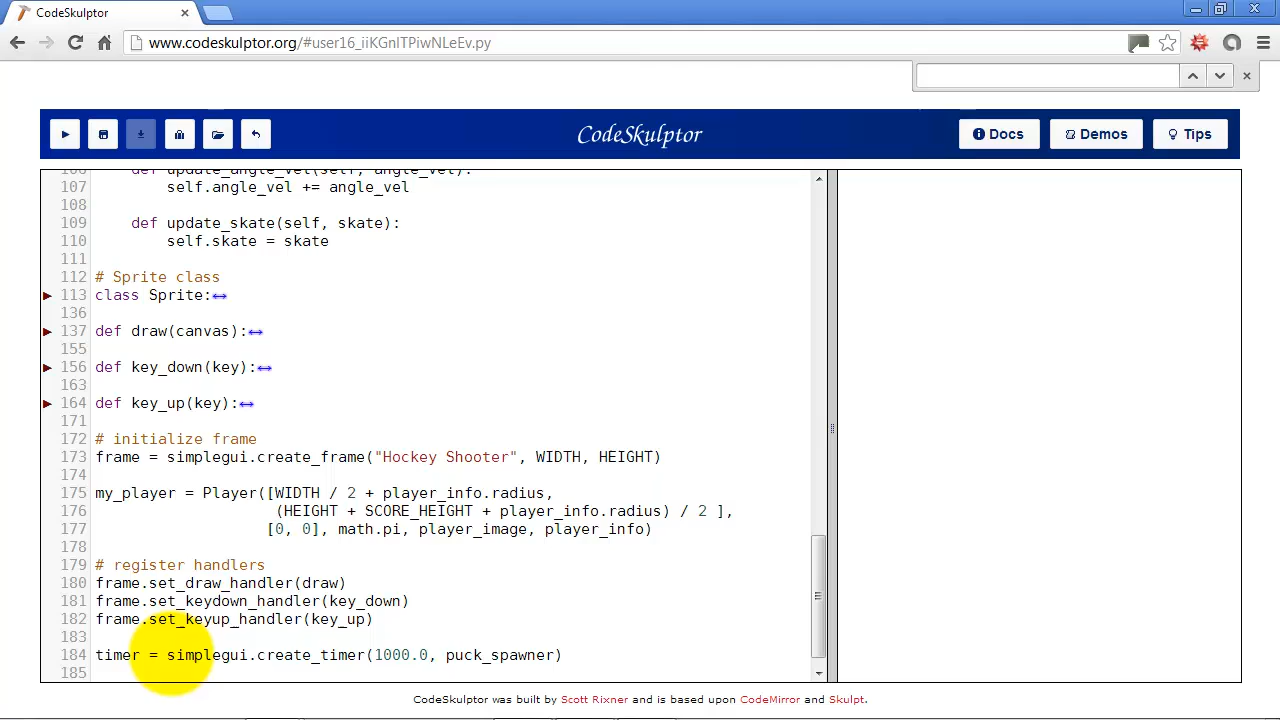 CodeSkulptor
www.codeskulptor.org/#user16_iiKGnlTPiwNLeEv.py
CodeSkulptor
Docs
Demos
Tips
106 def update_angle_vel(self, angle_vel):
107 self.angle_vel += angle_vel
108
109 def update_skate(self, skate):
110 self.skate = skate
111
112 # Sprite class
113 class Sprite:
136
137 def draw(canvas):
155
156 def key_down(key):
163
164 def key_up(key):
171
172 # initialize frame
173 frame = simplegui.create_frame("Hockey Shooter", WIDTH, HEIGHT)
174
175 my_player = Player([WIDTH / 2 + player_info.radius,
176 (HEIGHT + SCORE_HEIGHT + player_info.radius) / 2 ],
177 [0, 0], math.pi, player_image, player_info)
178
179 # register handlers
180 frame.set_draw_handler(draw)
181 frame.set_keydown_handler(key_down)
182 frame.set_keyup_handler(key_up)
183
184 timer = simplegui.create_timer(1000.0, puck_spawner)
185
CodeSkulptor was built by Scott Rixner and is based upon CodeMirror and Skulpt.